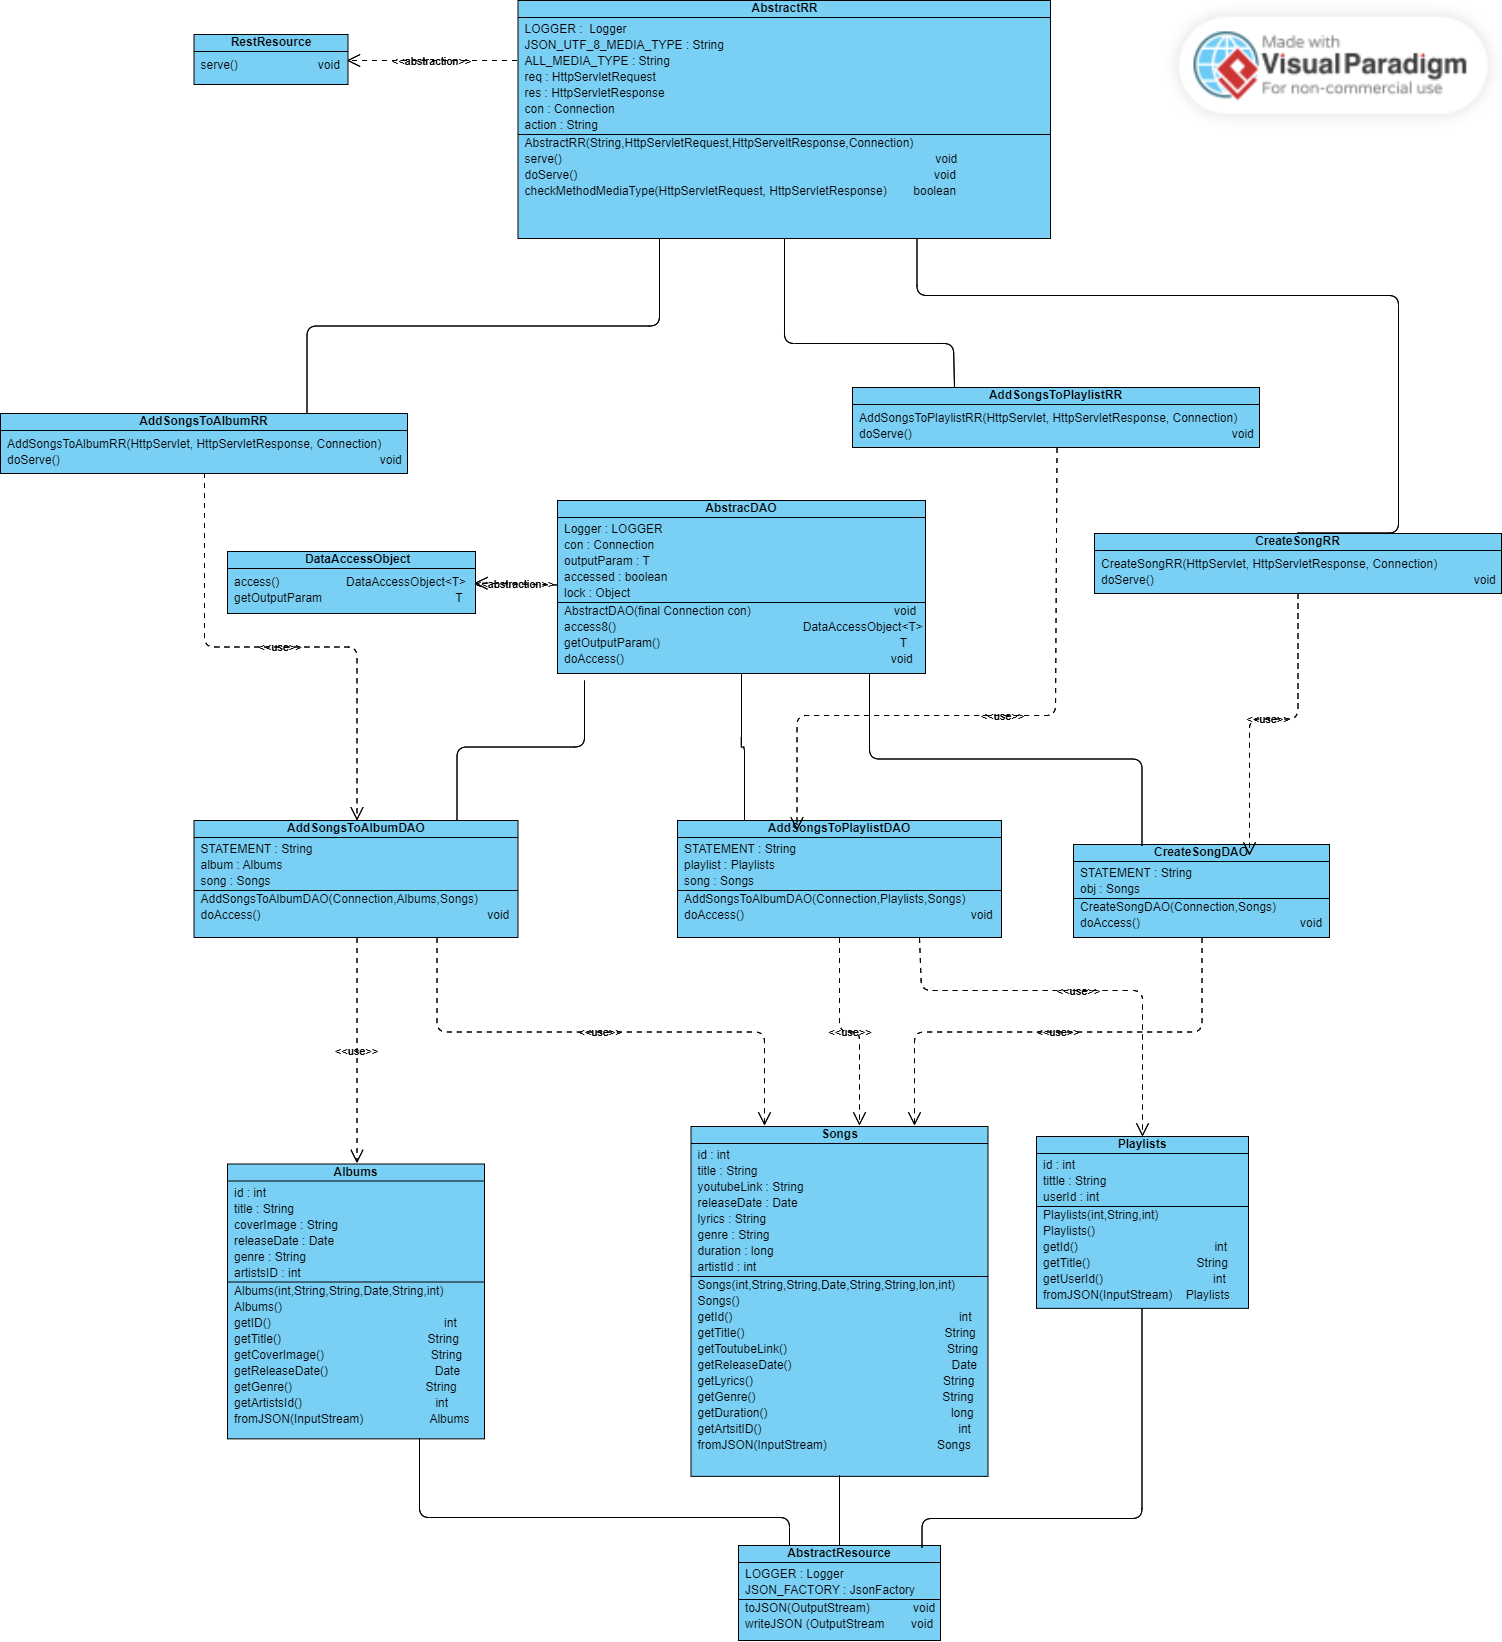 AbstractRR
LOGGER : Logger
JSON_UTF_8_MEDIA_TYPE : String
ALL_MEDIA_TYPE : String
req : HttpServletRequest
res : HttpServletResponse
con : Connection
action : String
AbstractRR(String,HttpServletRequest,HttpServeltResponse,Connection)
serve() void
doServe() void
checkMethodMediaType(HttpServletRequest, HttpServletResponse) boolean
RestResource
serve() void
<<abstraction>>
Made with
VisualParadigm
For non-commercial use
AddSongsToAlbumRR
AddSongsToAlbumRR(HttpServlet, HttpServletResponse, Connection)
doServe() void
AddSongsToPlaylistRR
AddSongsToPlaylistRR(HttpServlet, HttpServletResponse, Connection)
doServe() void
CreateSongRR
CreateSongRR(HttpServlet, HttpServletResponse, Connection)
doServe() void
AbstracDAO
Logger : LOGGER
con : Connection
outputParam : T
accessed : boolean
lock : Object
AbstractDAO(final Connection con) void
access8() DataAccessObject<T>
getOutputParam() T
doAccess() void
DataAccessObject
access() DataAccessObject<T>
getOutputParam T
<<abstraction>>
<<use>>
<<use>>
<<use>>
AddSongsToAlbumDAO
STATEMENT : String
album : Albums
song : Songs
AddSongsToAlbumDAO(Connection,Albums,Songs)
doAccess() void
AddSongsToPlaylistDAO
STATEMENT : String
playlist : Playlists
song : Songs
AddSongsToAlbumDAO(Connection,Playlists,Songs)
doAccess() void
CreateSongDAO
STATEMENT : String
obj : Songs
CreateSongDAO(Connection,Songs)
doAccess() void
<<use>>
<<use>>
<<use>>
<<use>>
<<use>>
Albums
id : int
title : String
coverImage : String
releaseDate : Date
genre : String
artistsID : int
Albums(int,String,String,Date,String,int)
Albums()
getID() int
getTitle() String
getCoverImage() String
getReleaseDate() Date
getGenre() String
getArtistsId() int
fromJSON(InputStream) Albums
Songs
id : int
title : String
youtubeLink : String
releaseDate : Date
lyrics : String
genre : String
duration : long
artistId : int
Songs(int,String,String,Date,String,String,lon,int)
Songs()
getId() int
getTitle() String
getToutubeLink() String
getReleaseDate() Date
getLyrics() String
getGenre() String
getDuration() long
getArtsitID() int
fromJSON(InputStream) Songs
Playlists
id : int
tittle : String
userId : int
Playlists(int,String,int)
Playlists()
getId() int
getTitle() String
getUserId() int
fromJSON(InputStream) Playlists
AbstractResource
LOGGER : Logger
JSON_FACTORY : JsonFactory
toJSON(OutputStream) void
writeJSON (OutputStream void